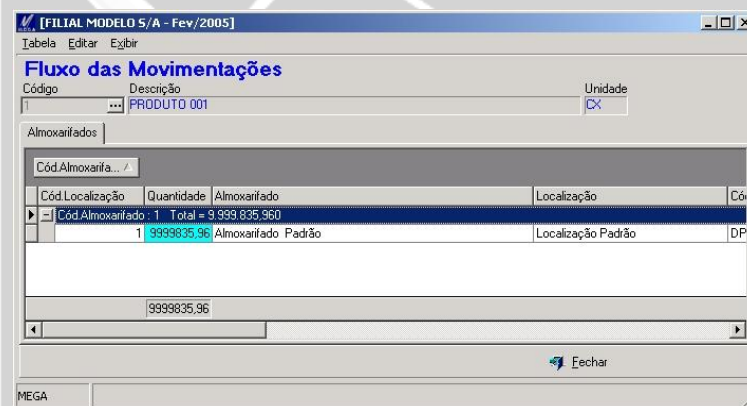 MEGA [FILIAL MODELO S/A - Fev/2005]
Tabela Editar Exibir
Fluxo das Movimentações
Código Descrição Unidade
1 ... PRODUTO 001 CX
Almoxarifados
Cód.Almoxarifa...
Cód.Localização Quantidade Almoxarifado Localização Có
Cód.Almoxarifado : 1 Total = 9.999.835,960
1 9999835,96 Almoxarifado Padrão Localização Padrão DP
9999835,96
Fechar
MEGA